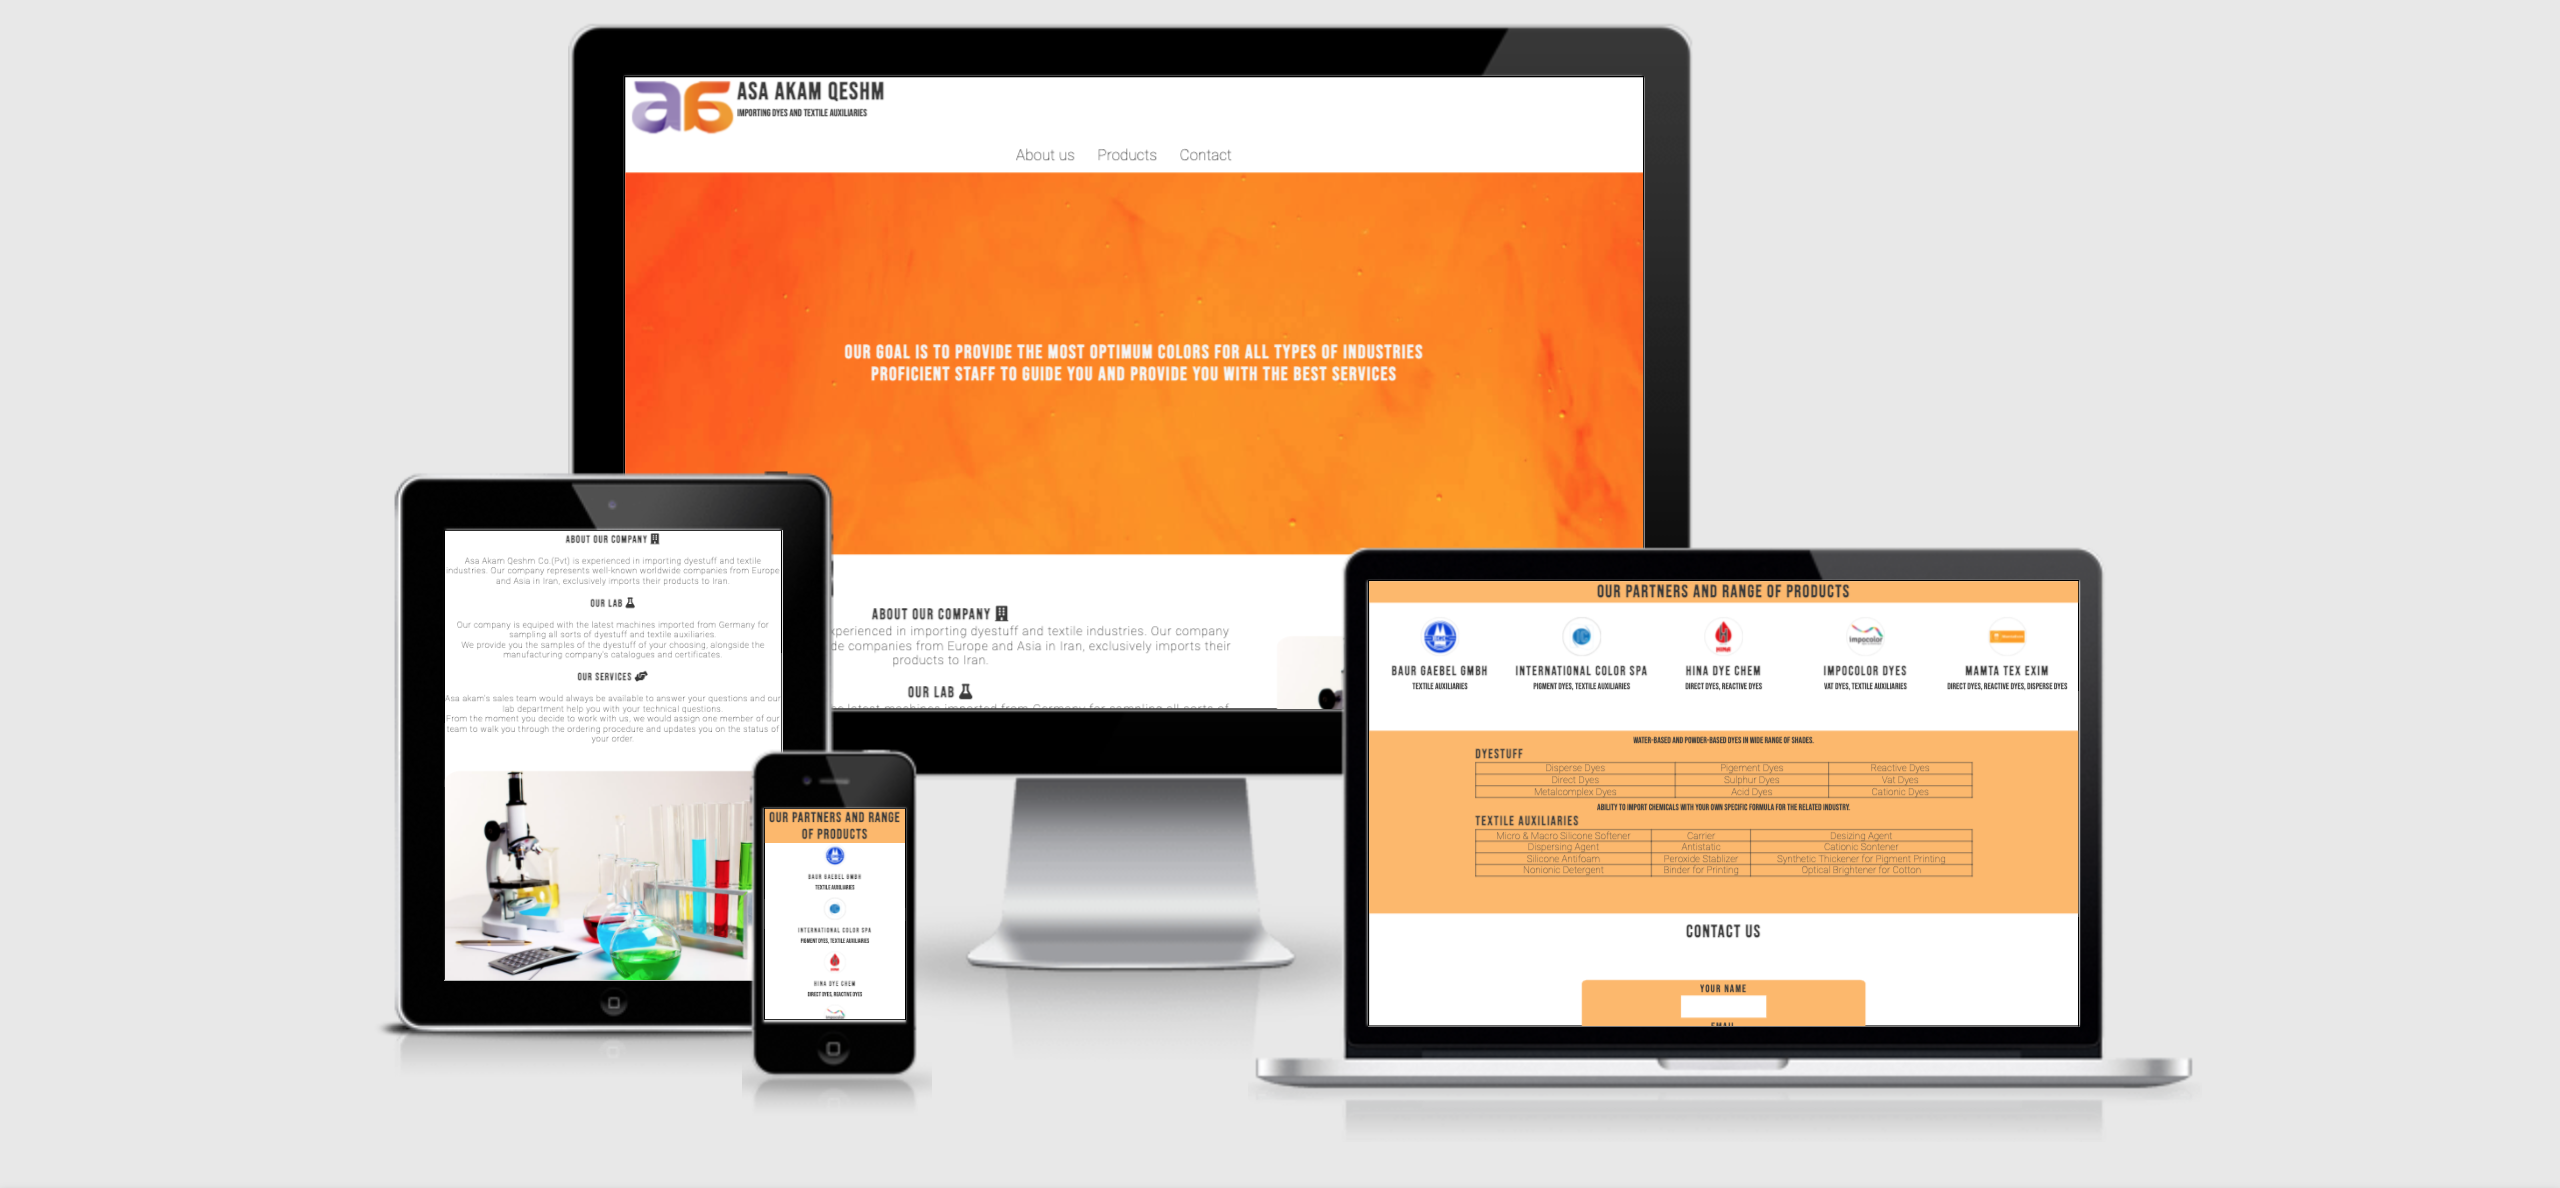 ASA AKAM QESHM
IMPORTING DYES AND TEXTILE AUXILIARIES
About us Products Contact
OUR GOAL IS TO PROVIDE THE MOST OPTIMUM COLORS FOR ALL TYPES OF INDUSTRIES
PROFICIENT STAFF TO GUIDE YOU AND PROVIDE YOU WITH THE BEST SERVICES
ABOUT OUR COMPANY
xperienced in importing dyestuff and textile industries. Our company
de companies from Europe and Asia in Iran, exclusively imports their
products to Iran.
OUR LAB
latest machines imported from Germany for sampling all sorts of
ABOUT OUR COMPANY
Asa Akam Qeshm Co.(Pvt) is experienced in importing dyestuff and textile
industries. Our company represents well-known worldwide companies from Europe
and Asia in Iran, exclusively imports their products to Iran.
OUR LAB
Our company is equiped with the latest machines imported from Germany for
sampling all sorts of dyestuff and textile auxiliaries.
We provide you the samples of the dyestuff of your choosing, alongside the
manufacturing company's catalogues and certificates.
OUR SERVICES
Asa akam's sales team would always be available to answer your questions and our
lab department help you with your technical questions.
From the moment you decide to work with us, we would assign one member of our
team to walk you through the ordering procedure and updates you on the status of
your order.
OUR PARTNERS AND RANGE
OF PRODUCTS
BAUR GAEBEL GMBH
TEXTILE AUXILIARIES
INTERNATIONAL COLOR SPA
PIGMENT DYES, TEXTILE AUXILIARIES
HINA DYE CHEM
DIRECT DYES, REACTIVE DYES
impocolor
OUR PARTNERS AND RANGE OF PRODUCTS
impocolor
BAUR GAEBEL GMBH INTERNATIONAL COLOR SPA HINA DYE CHEM IMPOCOLOR DYES MAMTA TEX EXIM
TEXTILE AUXILIARIES PIGMENT DYES, TEXTILE AUXILIARIES DIRECT DYES, REACTIVE DYES VAT DYES, TEXTILE AUXILIARIES DIRECT DYES, REACTIVE DYES, DISPERSE DYES
WATER-BASED AND POWDER-BASED DYES IN WIDE RANGE OF SHADES.
DYESTUFF
Disperse Dyes Pigement Dyes Reactive Dyes
Direct Dyes Sulphur Dyes Vat Dyes
Metalcomplex Dyes Acid Dyes Cationic Dyes
ABILITY TO IMPORT CHEMICALS WITH YOUR OWN SPECIFIC FORMULA FOR THE RELATED INDUSTRY.
TEXTILE AUXILIARIES
Micro & Macro Silicone Softener Carrier Desizing Agent
Dispersing Agent Antistatic Cationic Sontener
Silicone Antifoam Peroxide Stablizer Synthetic Thickener for Pigment Printing
Nonionic Detergent Binder for Printing Optical Brightener for Cotton
CONTACT US
YOUR NAME
EMAIL